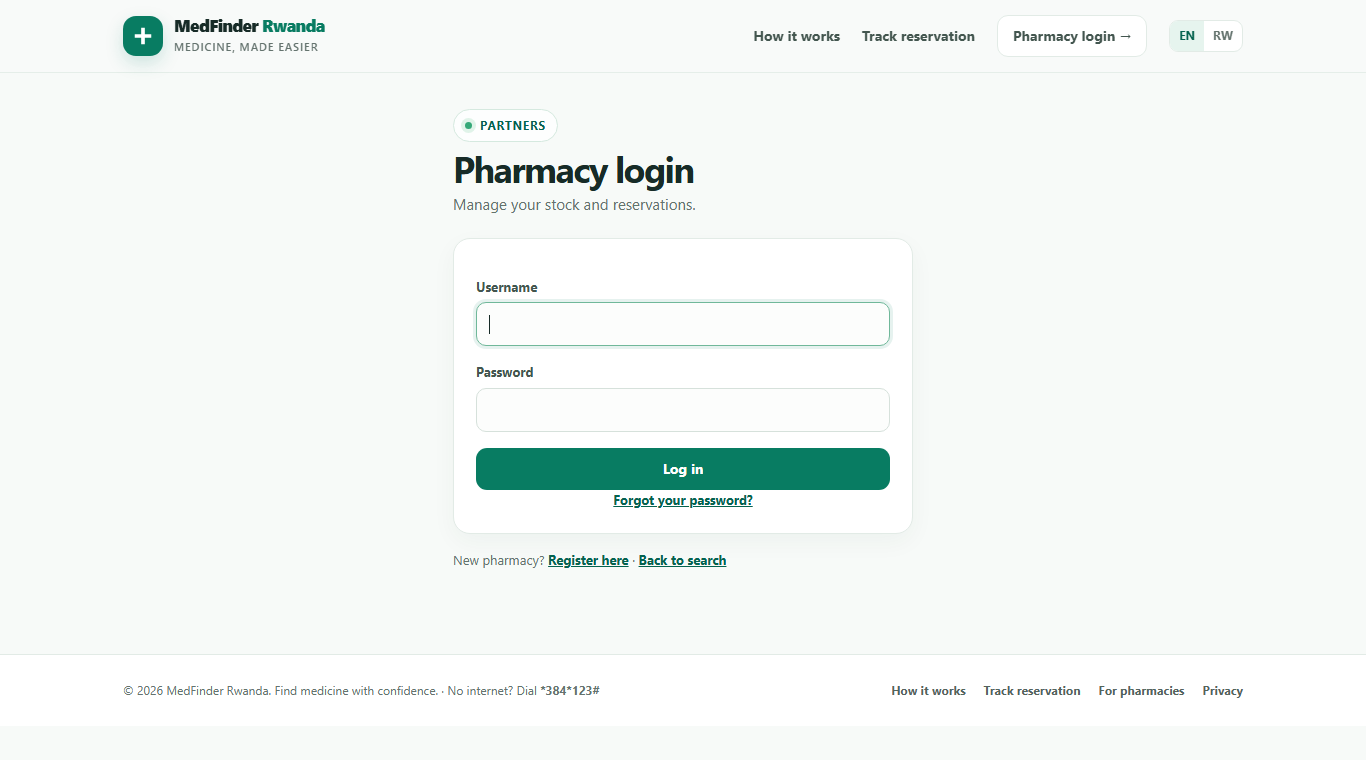 MedFinder Rwanda
MEDICINE, MADE EASIER
How it works
Track reservation
Pharmacy login →
EN
RW
PARTNERS
Pharmacy login
Manage your stock and reservations.
Username
Password
Log in
Forgot your password?
New pharmacy? Register here · Back to search
© 2026 MedFinder Rwanda. Find medicine with confidence. · No internet? Dial *384*123#
How it works
Track reservation
For pharmacies
Privacy